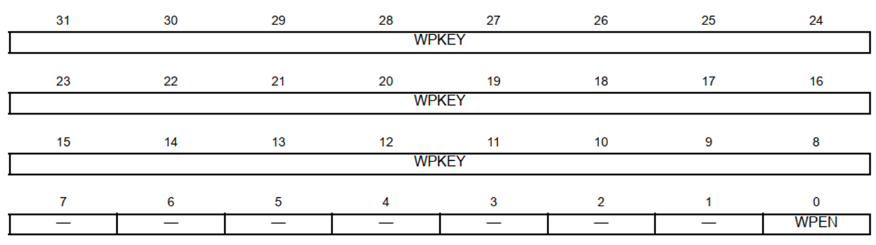 31 30 29 28 27 26 25 24
WPKEY
23 22 21 20 19 18 17 16
WPKEY
15 14 13 12 11 10 9 8
WPKEY
7 6 5 4 3 2 1 0
— — — — — — — WPEN